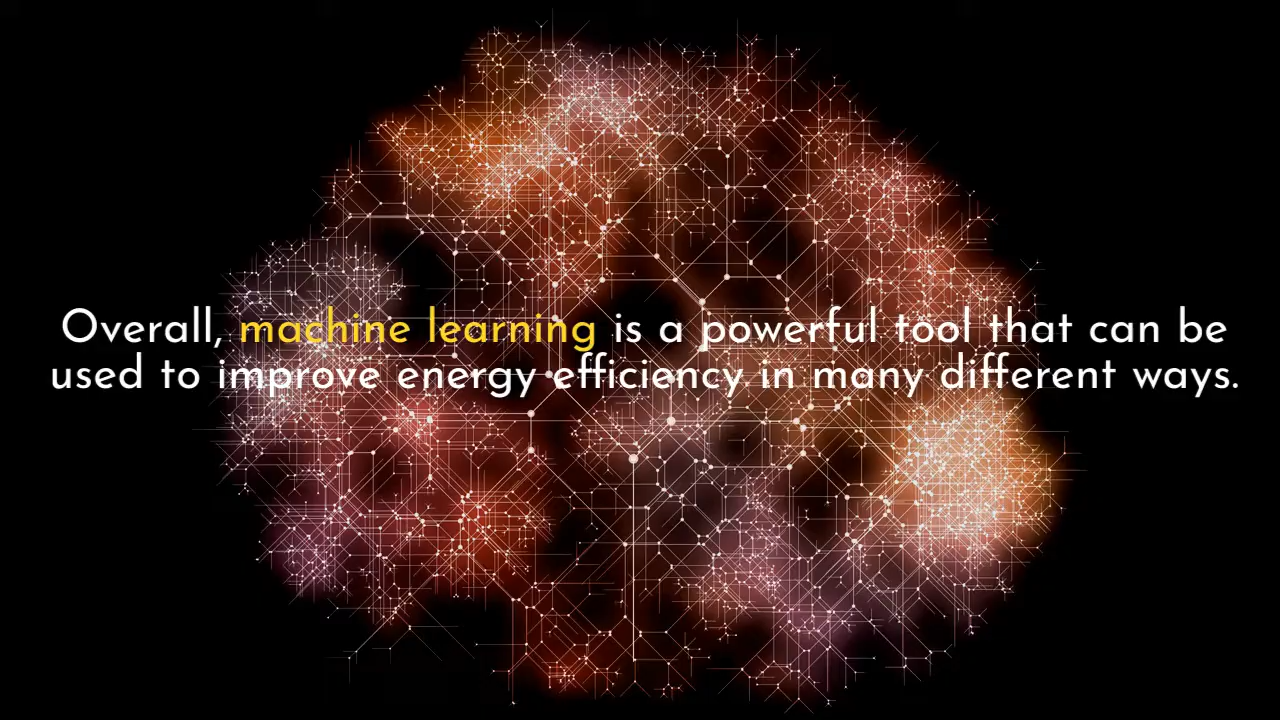 Overall, machine learning is a powerful tool that can be
used to improve energy efficiency in many different ways.